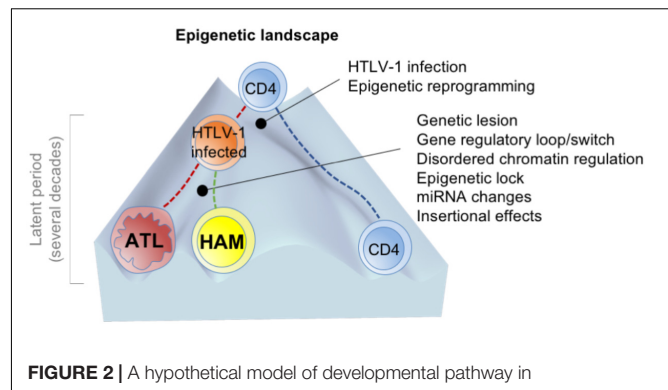 Epigenetic landscape
CD4
HTLV-1 infection
Epigenetic reprogramming
HTLV-1
infected
Genetic lesion
Gene regulatory loop/switch
Disordered chromatin regulation
Epigenetic lock
miRNA changes
Insertional effects
Latent period
(several decades)
ATL
HAM
CD4
FIGURE 2 | A hypothetical model of developmental pathway in